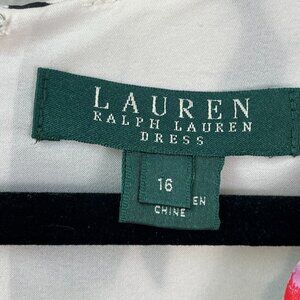 LAUREN
RALPH LAUREN
DRESS
16
EN
CHINE